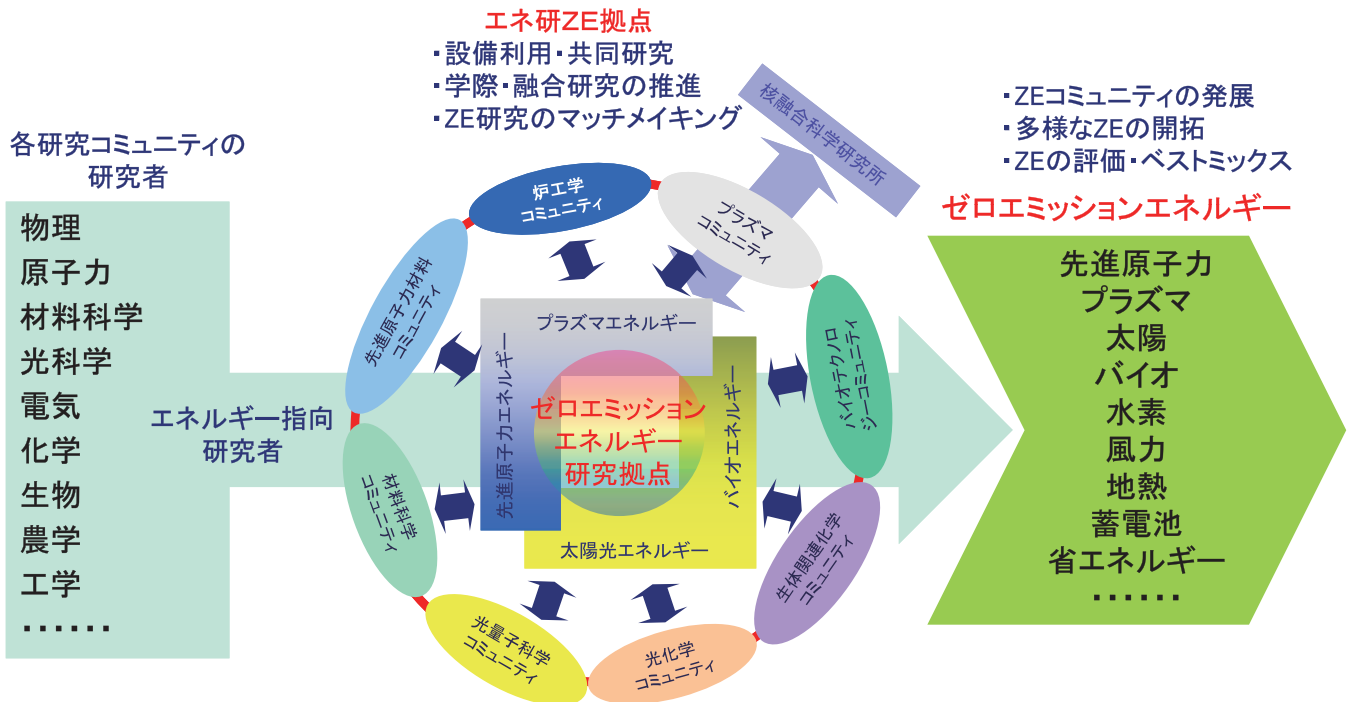 エネ研ZE拠点
・設備利用・共同研究
・学際・融合研究の推進
・ZE研究のマッチメイキング
核融合科学研究所
・ZEコミュニティの発展
・多様なZEの開拓
・ZEの評価・ベストミックス
各研究コミュニティの
研究者
物理
原子力
材料科学
光科学
電気
化学
生物
農学
工学
・・・・・・
エネルギー指向
研究者
炉工学
コミュニティ
プラズマ
コミュニティ
先進原子力材料
コミュニティ
バイオテクノロ
ジーコミュニティ
材料科学
コミュニティ
生体関連化学
コミュニティ
光量子科学
コミュニティ
光化学
コミュニティ
プラズマエネルギー
先進原子力エネルギー
バイオエネルギー
太陽光エネルギー
ゼロエミッション
エネルギー
研究拠点
ゼロエミッションエネルギー
先進原子力
プラズマ
太陽
バイオ
水素
風力
地熱
蓄電池
省エネルギー
・・・・・・